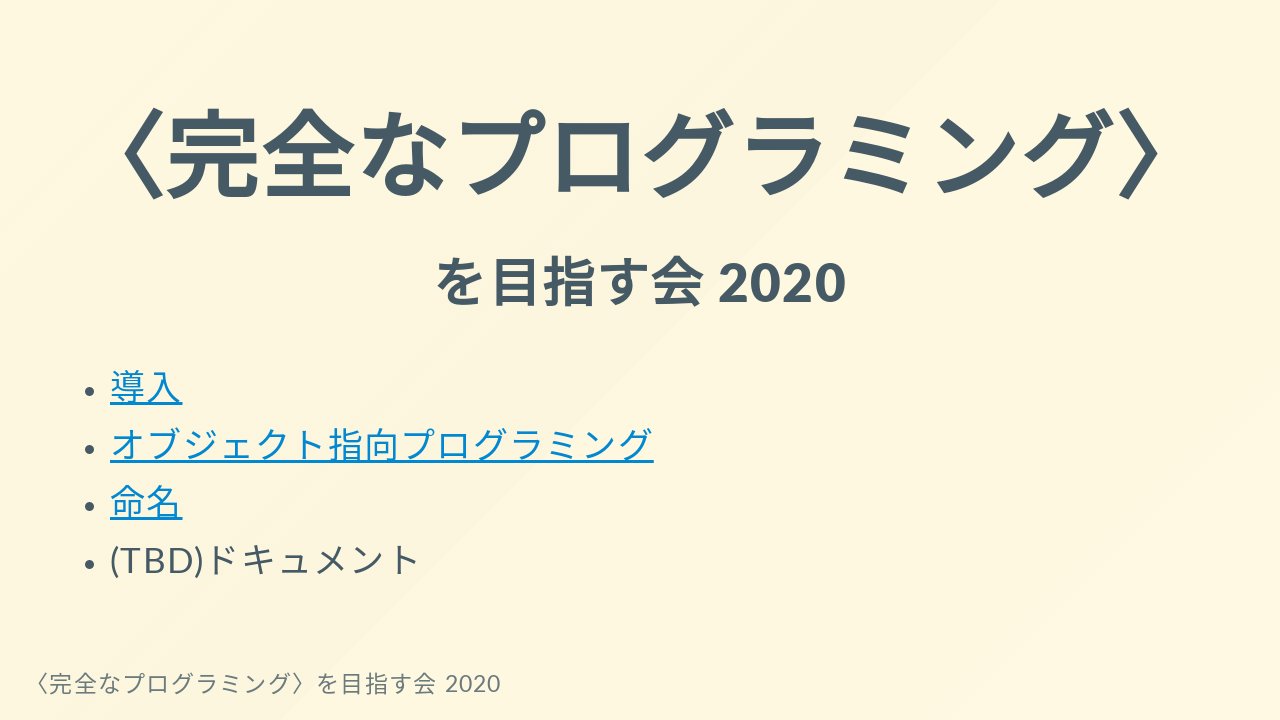 〈完全なプログラミング〉
を目指す会 2020
• 導入
• オブジェクト指向プログラミング
• 命名
• (TBD)ドキュメント
〈完全なプログラミング〉を目指す会 2020